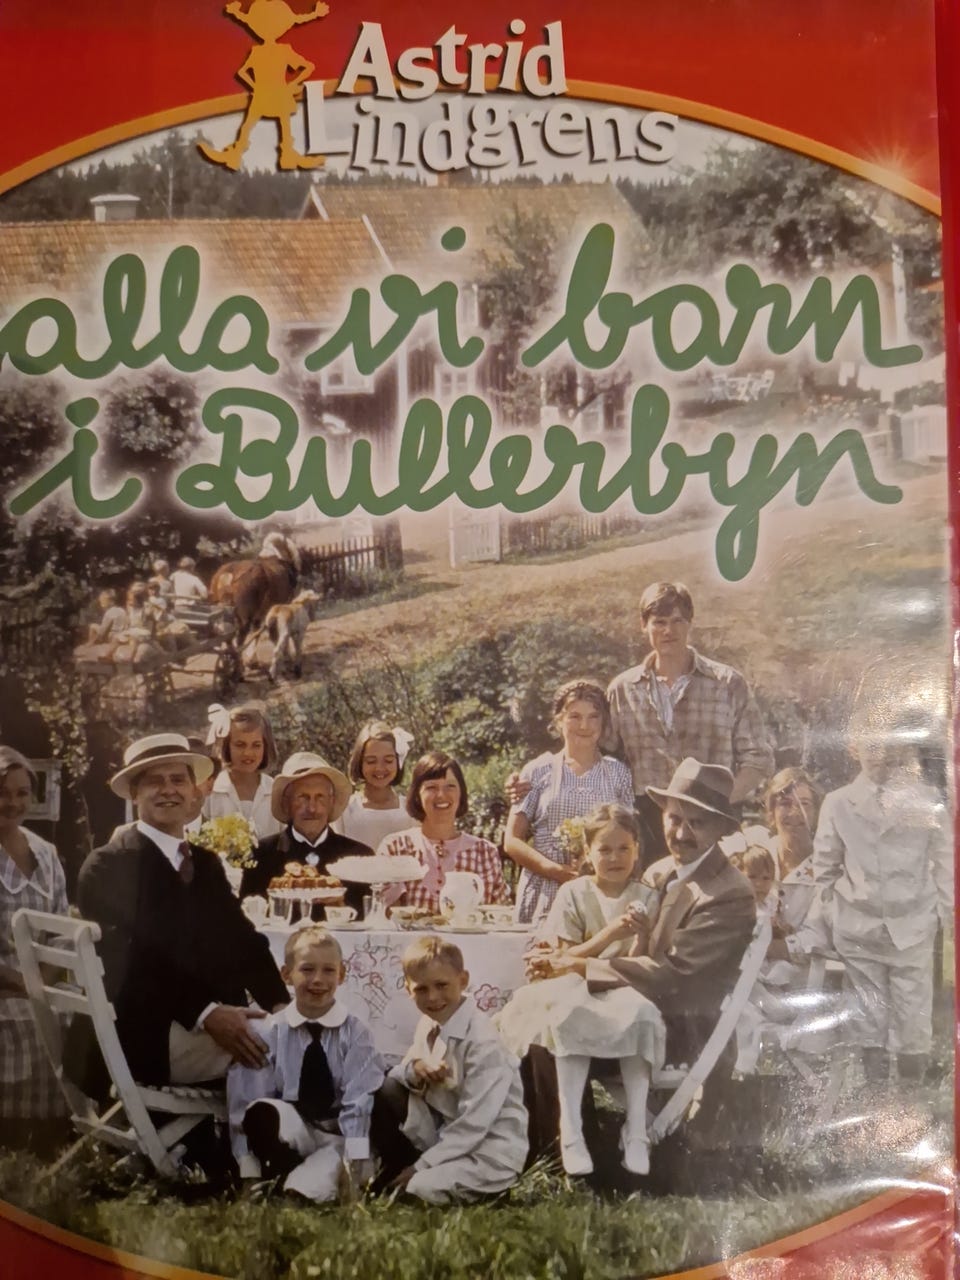 Astrid
Lindgrens
alla vi barn
i Bullerbyn